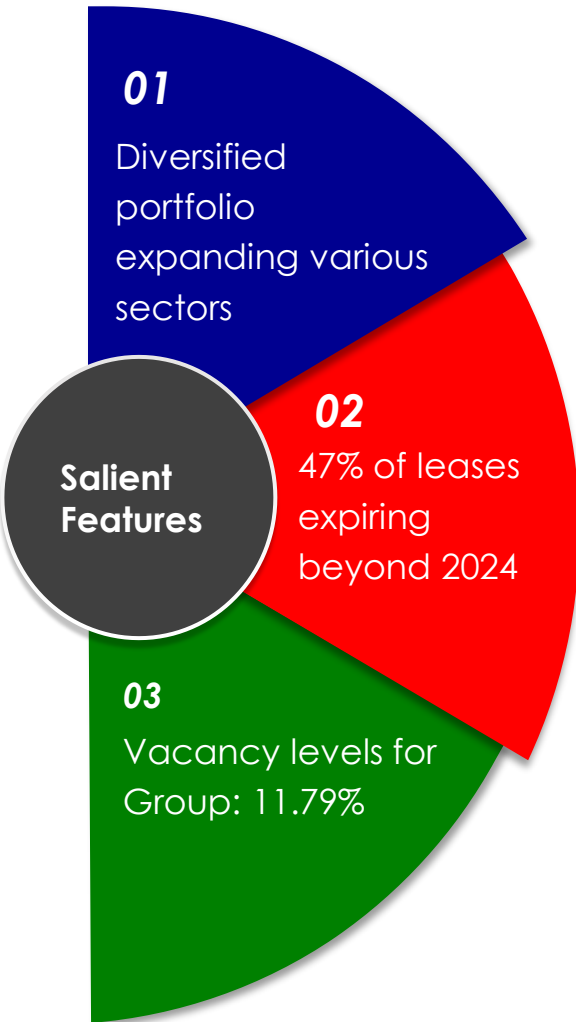 01
Diversified
portfolio
expanding various
sectors
02
47% of leases
expiring
beyond 2024
Salient
Features
03
Vacancy levels for
Group: 11.79%